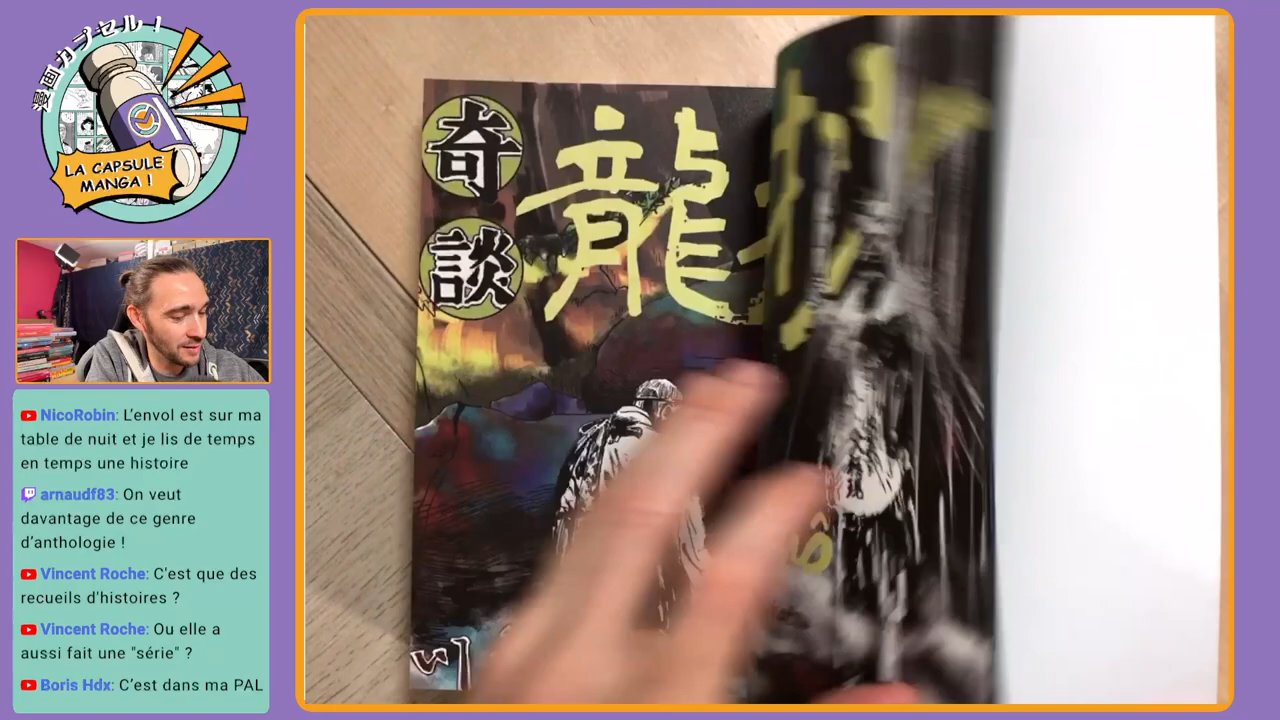 漫画カプセル！
LA CAPSULE
MANGA !
奇
談
龍
NicoRobin: L'envol est sur ma
table de nuit et je lis de temps
en temps une histoire
arnaudf83: On veut
davantage de ce genre
d'anthologie !
Vincent Roche: C'est que des
recueils d'histoires ?
Vincent Roche: Ou elle a
aussi fait une "série" ?
Boris Hdx: C'est dans ma PAL